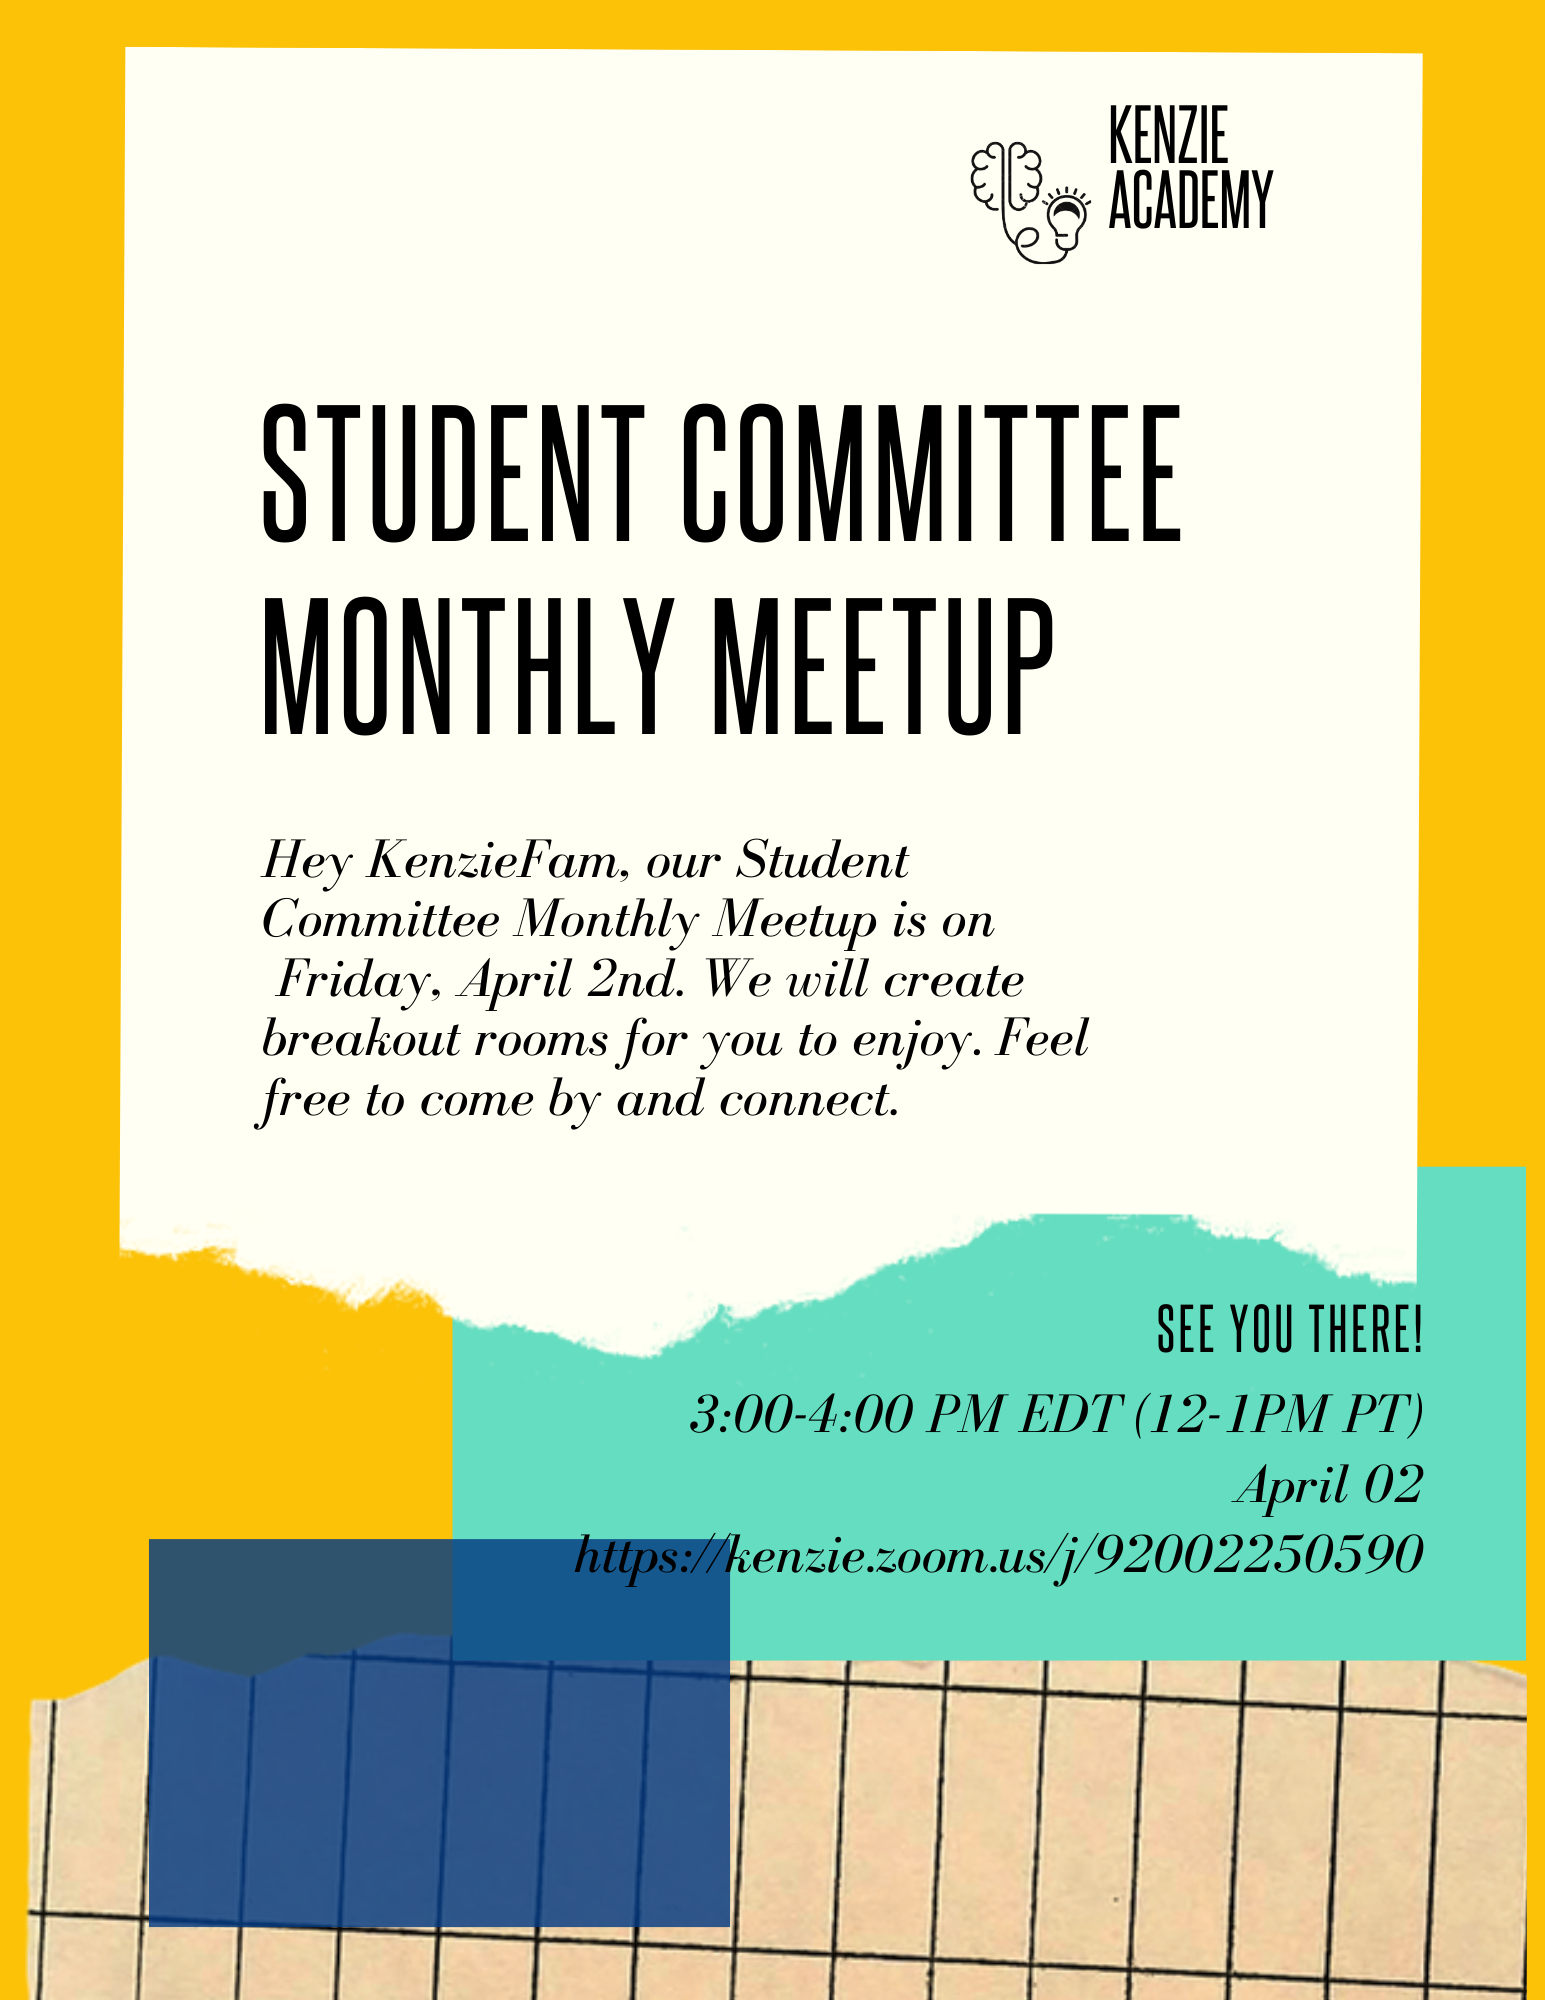 KENZIE
ACADEMY
STUDENT COMMITTEE
MONTHLY MEETUP
Hey KenzieFam, our Student
Committee Monthly Meetup is on
Friday, April 2nd. We will create
breakout rooms for you to enjoy. Feel
free to come by and connect.
SEE YOU THERE!
3:00-4:00 PM EDT (12-1PM PT)
April 02
https://kenzie.zoom.us/j/92002250590